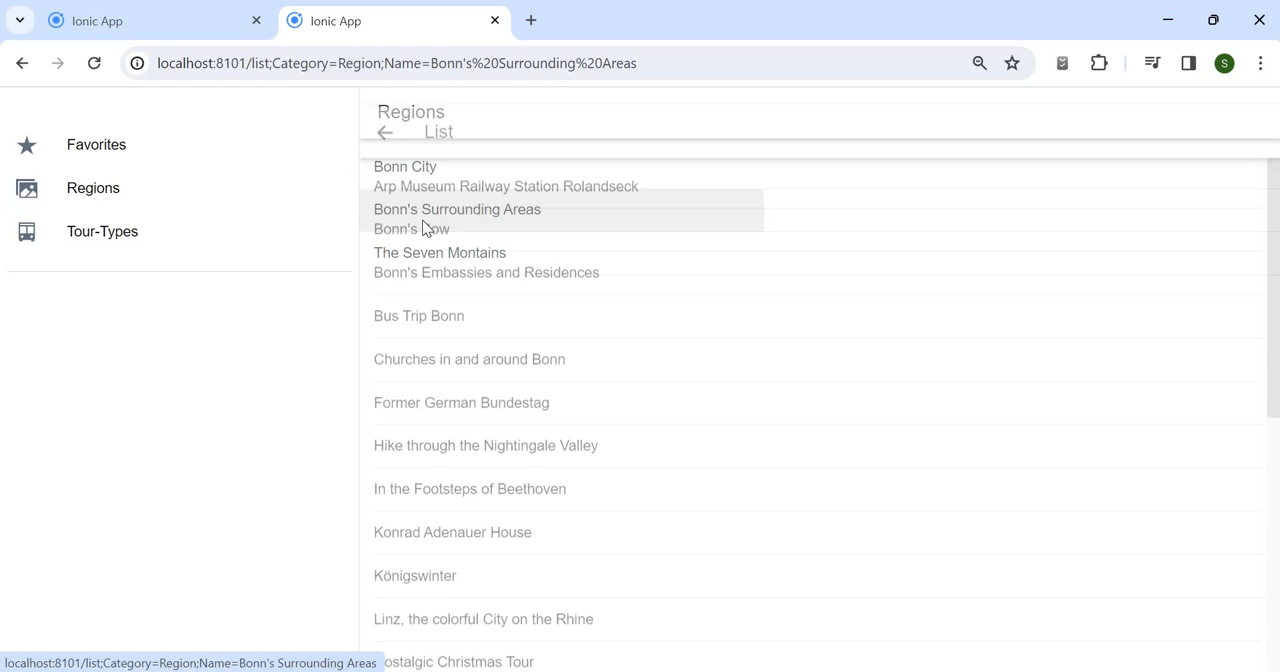 Ionic App
Ionic App
localhost:8101/list;Category=Region;Name=Bonn's%20Surrounding%20Areas
S
Favorites
Regions
Tour-Types
Regions
List
Bonn City
Arp Museum Railway Station Rolandseck
Bonn's Surrounding Areas
Bonn's
The Seven Montains
Bonn's Embassies and Residences
Bus Trip Bonn
Churches in and around Bonn
Former German Bundestag
Hike through the Nightingale Valley
In the Footsteps of Beethoven
Konrad Adenauer House
Königswinter
Linz, the colorful City on the Rhine
ostalgic Christmas Tour
localhost:8101/list;Category=Region;Name=Bonn's Surrounding Areas